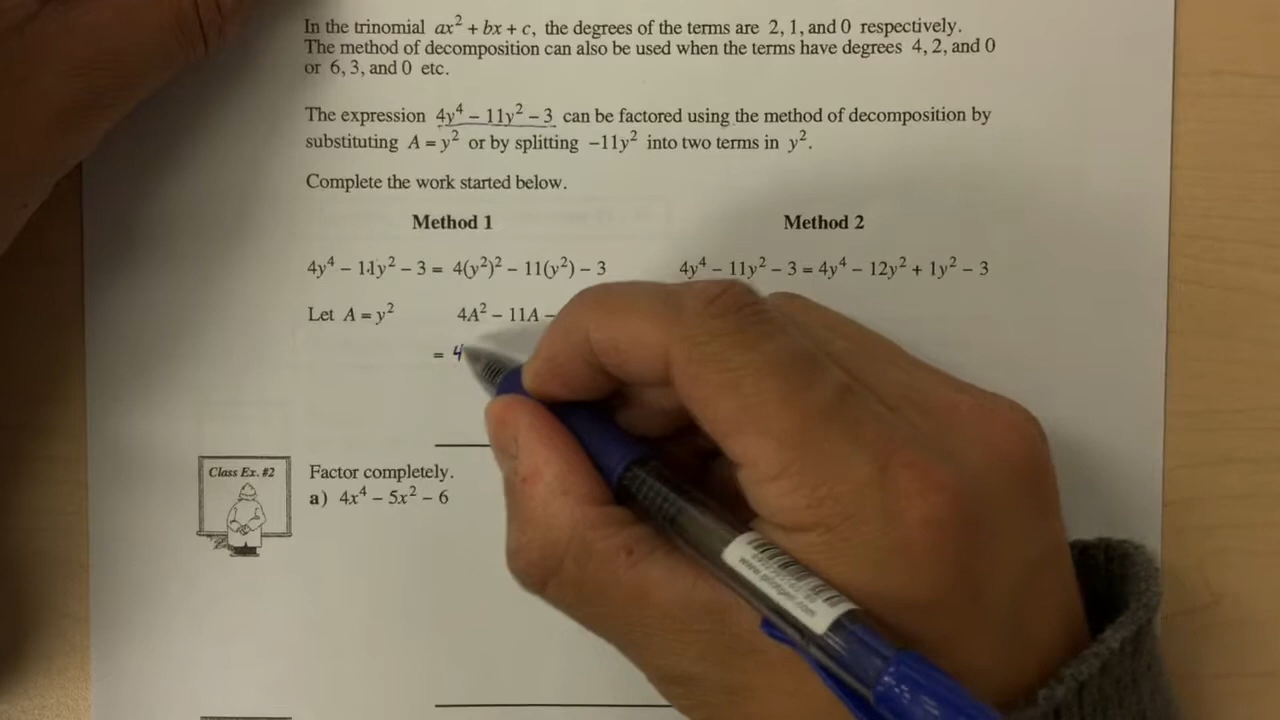 In the trinomial ax² + bx + c, the degrees of the terms are 2, 1, and 0 respectively.
The method of decomposition can also be used when the terms have degrees 4, 2, and 0
or 6, 3, and 0 etc.
The expression 4y⁴ − 11y² − 3 can be factored using the method of decomposition by
substituting A = y² or by splitting −11y² into two terms in y².
Complete the work started below.
Method 1
4y⁴ − 11y² − 3 = 4(y²)² − 11(y²) − 3
Let A = y² 4A² − 11A −
= 4
Method 2
4y⁴ − 11y² − 3 = 4y⁴ − 12y² + 1y² − 3
Class Ex. #2
Factor completely.
a) 4x⁴ − 5x² − 6